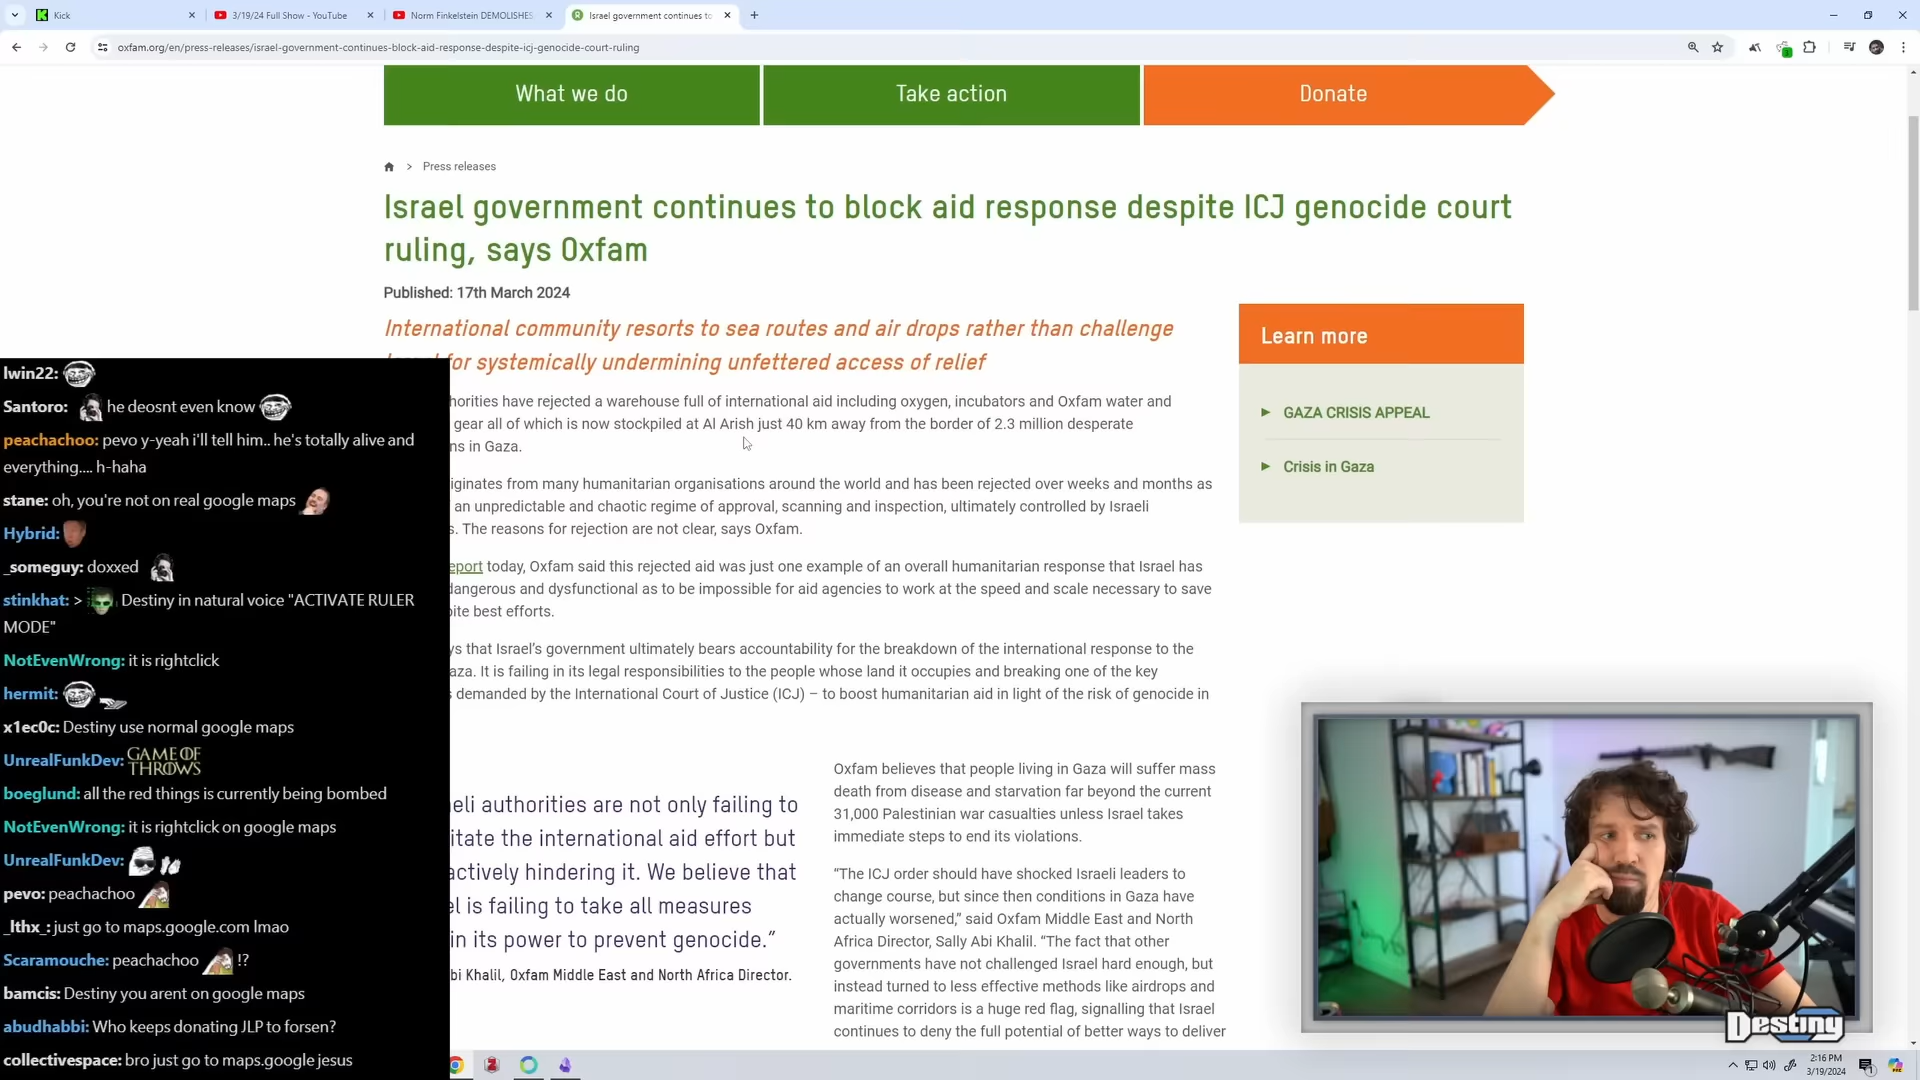 Kick
3/19/24 Full Show - YouTube
Norm Finkelstein DEMOLISHES
Israel government continues to
oxfam.org/en/press-releases/israel-government-continues-block-aid-response-despite-icj-genocide-court-ruling
What we do
Take action
Donate
> Press releases
Israel government continues to block aid response despite ICJ genocide court
ruling, says Oxfam
Published: 17th March 2024
International community resorts to sea routes and air drops rather than challenge
for systemically undermining unfettered access of relief
Learn more
GAZA CRISIS APPEAL
Crisis in Gaza
horities have rejected a warehouse full of international aid including oxygen, incubators and Oxfam water and
gear all of which is now stockpiled at Al Arish just 40 km away from the border of 2.3 million desperate
ns in Gaza.
iginates from many humanitarian organisations around the world and has been rejected over weeks and months as
an unpredictable and chaotic regime of approval, scanning and inspection, ultimately controlled by Israeli
s. The reasons for rejection are not clear, says Oxfam.
eport today, Oxfam said this rejected aid was just one example of an overall humanitarian response that Israel has
dangerous and dysfunctional as to be impossible for aid agencies to work at the speed and scale necessary to save
ite best efforts.
ys that Israel's government ultimately bears accountability for the breakdown of the international response to the
aza. It is failing in its legal responsibilities to the people whose land it occupies and breaking one of the key
s demanded by the International Court of Justice (ICJ) – to boost humanitarian aid in light of the risk of genocide in
eli authorities are not only failing to
itate the international aid effort but
actively hindering it. We believe that
el is failing to take all measures
in its power to prevent genocide.”
bi Khalil, Oxfam Middle East and North Africa Director.
Oxfam believes that people living in Gaza will suffer mass
death from disease and starvation far beyond the current
31,000 Palestinian war casualties unless Israel takes
immediate steps to end its violations.
“The ICJ order should have shocked Israeli leaders to
change course, but since then conditions in Gaza have
actually worsened,” said Oxfam Middle East and North
Africa Director, Sally Abi Khalil. “The fact that other
governments have not challenged Israel hard enough, but
instead turned to less effective methods like airdrops and
maritime corridors is a huge red flag, signalling that Israel
continues to deny the full potential of better ways to deliver
lwin22:
Santoro: he deosnt even know
peachachoo: pevo y-yeah i'll tell him.. he's totally alive and
everything.... h-haha
stane: oh, you're not on real google maps
Hybrid:
_someguy: doxxed
stinkhat: > Destiny in natural voice "ACTIVATE RULER
MODE"
NotEvenWrong: it is rightclick
hermit:
x1ec0c: Destiny use normal google maps
UnrealFunkDev: GAME OF
THROWS
boeglund: all the red things is currently being bombed
NotEvenWrong: it is rightclick on google maps
UnrealFunkDev:
pevo: peachachoo
_lthx_: just go to maps.google.com lmao
Scaramouche: peachachoo !?
bamcis: Destiny you arent on google maps
abudhabbi: Who keeps donating JLP to forsen?
collectivespace: bro just go to maps.google jesus
Destiny
2:16 PM
3/19/2024